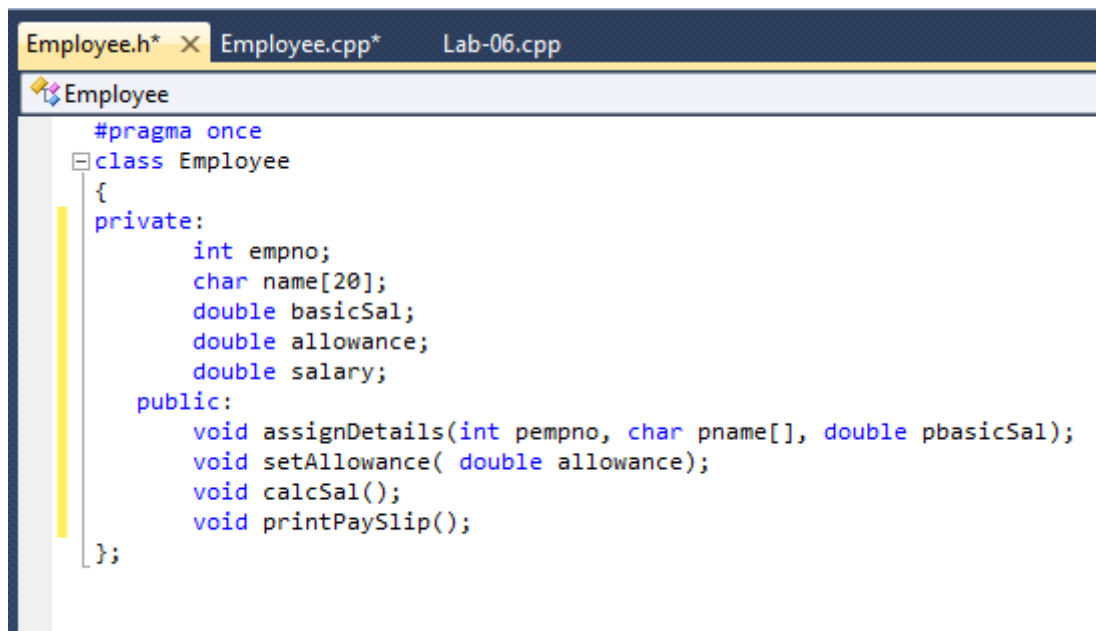 Employee.h* Employee.cpp* Lab-06.cpp
Employee
#pragma once
class Employee
{
private:
int empno;
char name[20];
double basicSal;
double allowance;
double salary;
public:
void assignDetails(int pempno, char pname[], double pbasicSal);
void setAllowance( double allowance);
void calcSal();
void printPaySlip();
};